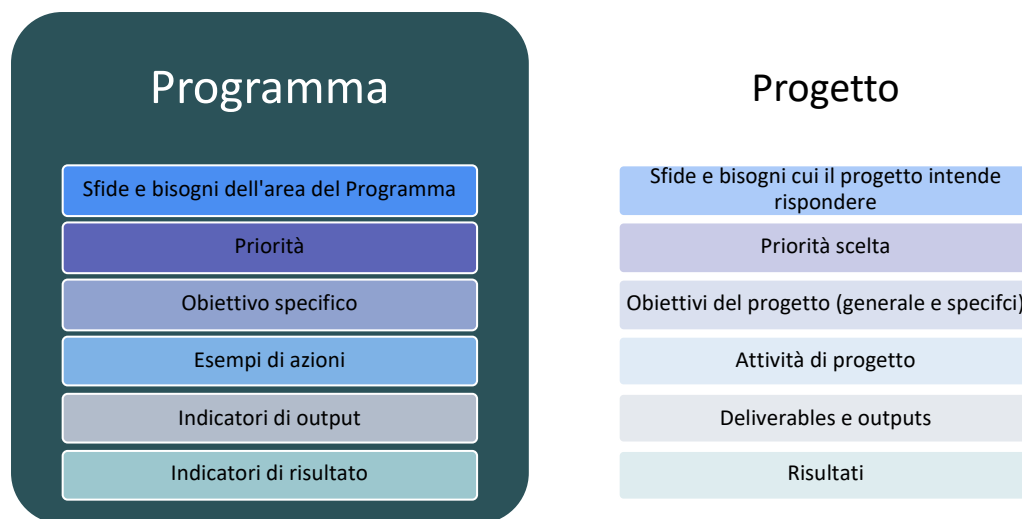 Programma
Sfide e bisogni dell'area del Programma
Priorità
Obiettivo specifico
Esempi di azioni
Indicatori di output
Indicatori di risultato
Progetto
Sfide e bisogni cui il progetto intende
rispondere
Priorità scelta
Obiettivi del progetto (generale e specifci)
Attività di progetto
Deliverables e outputs
Risultati